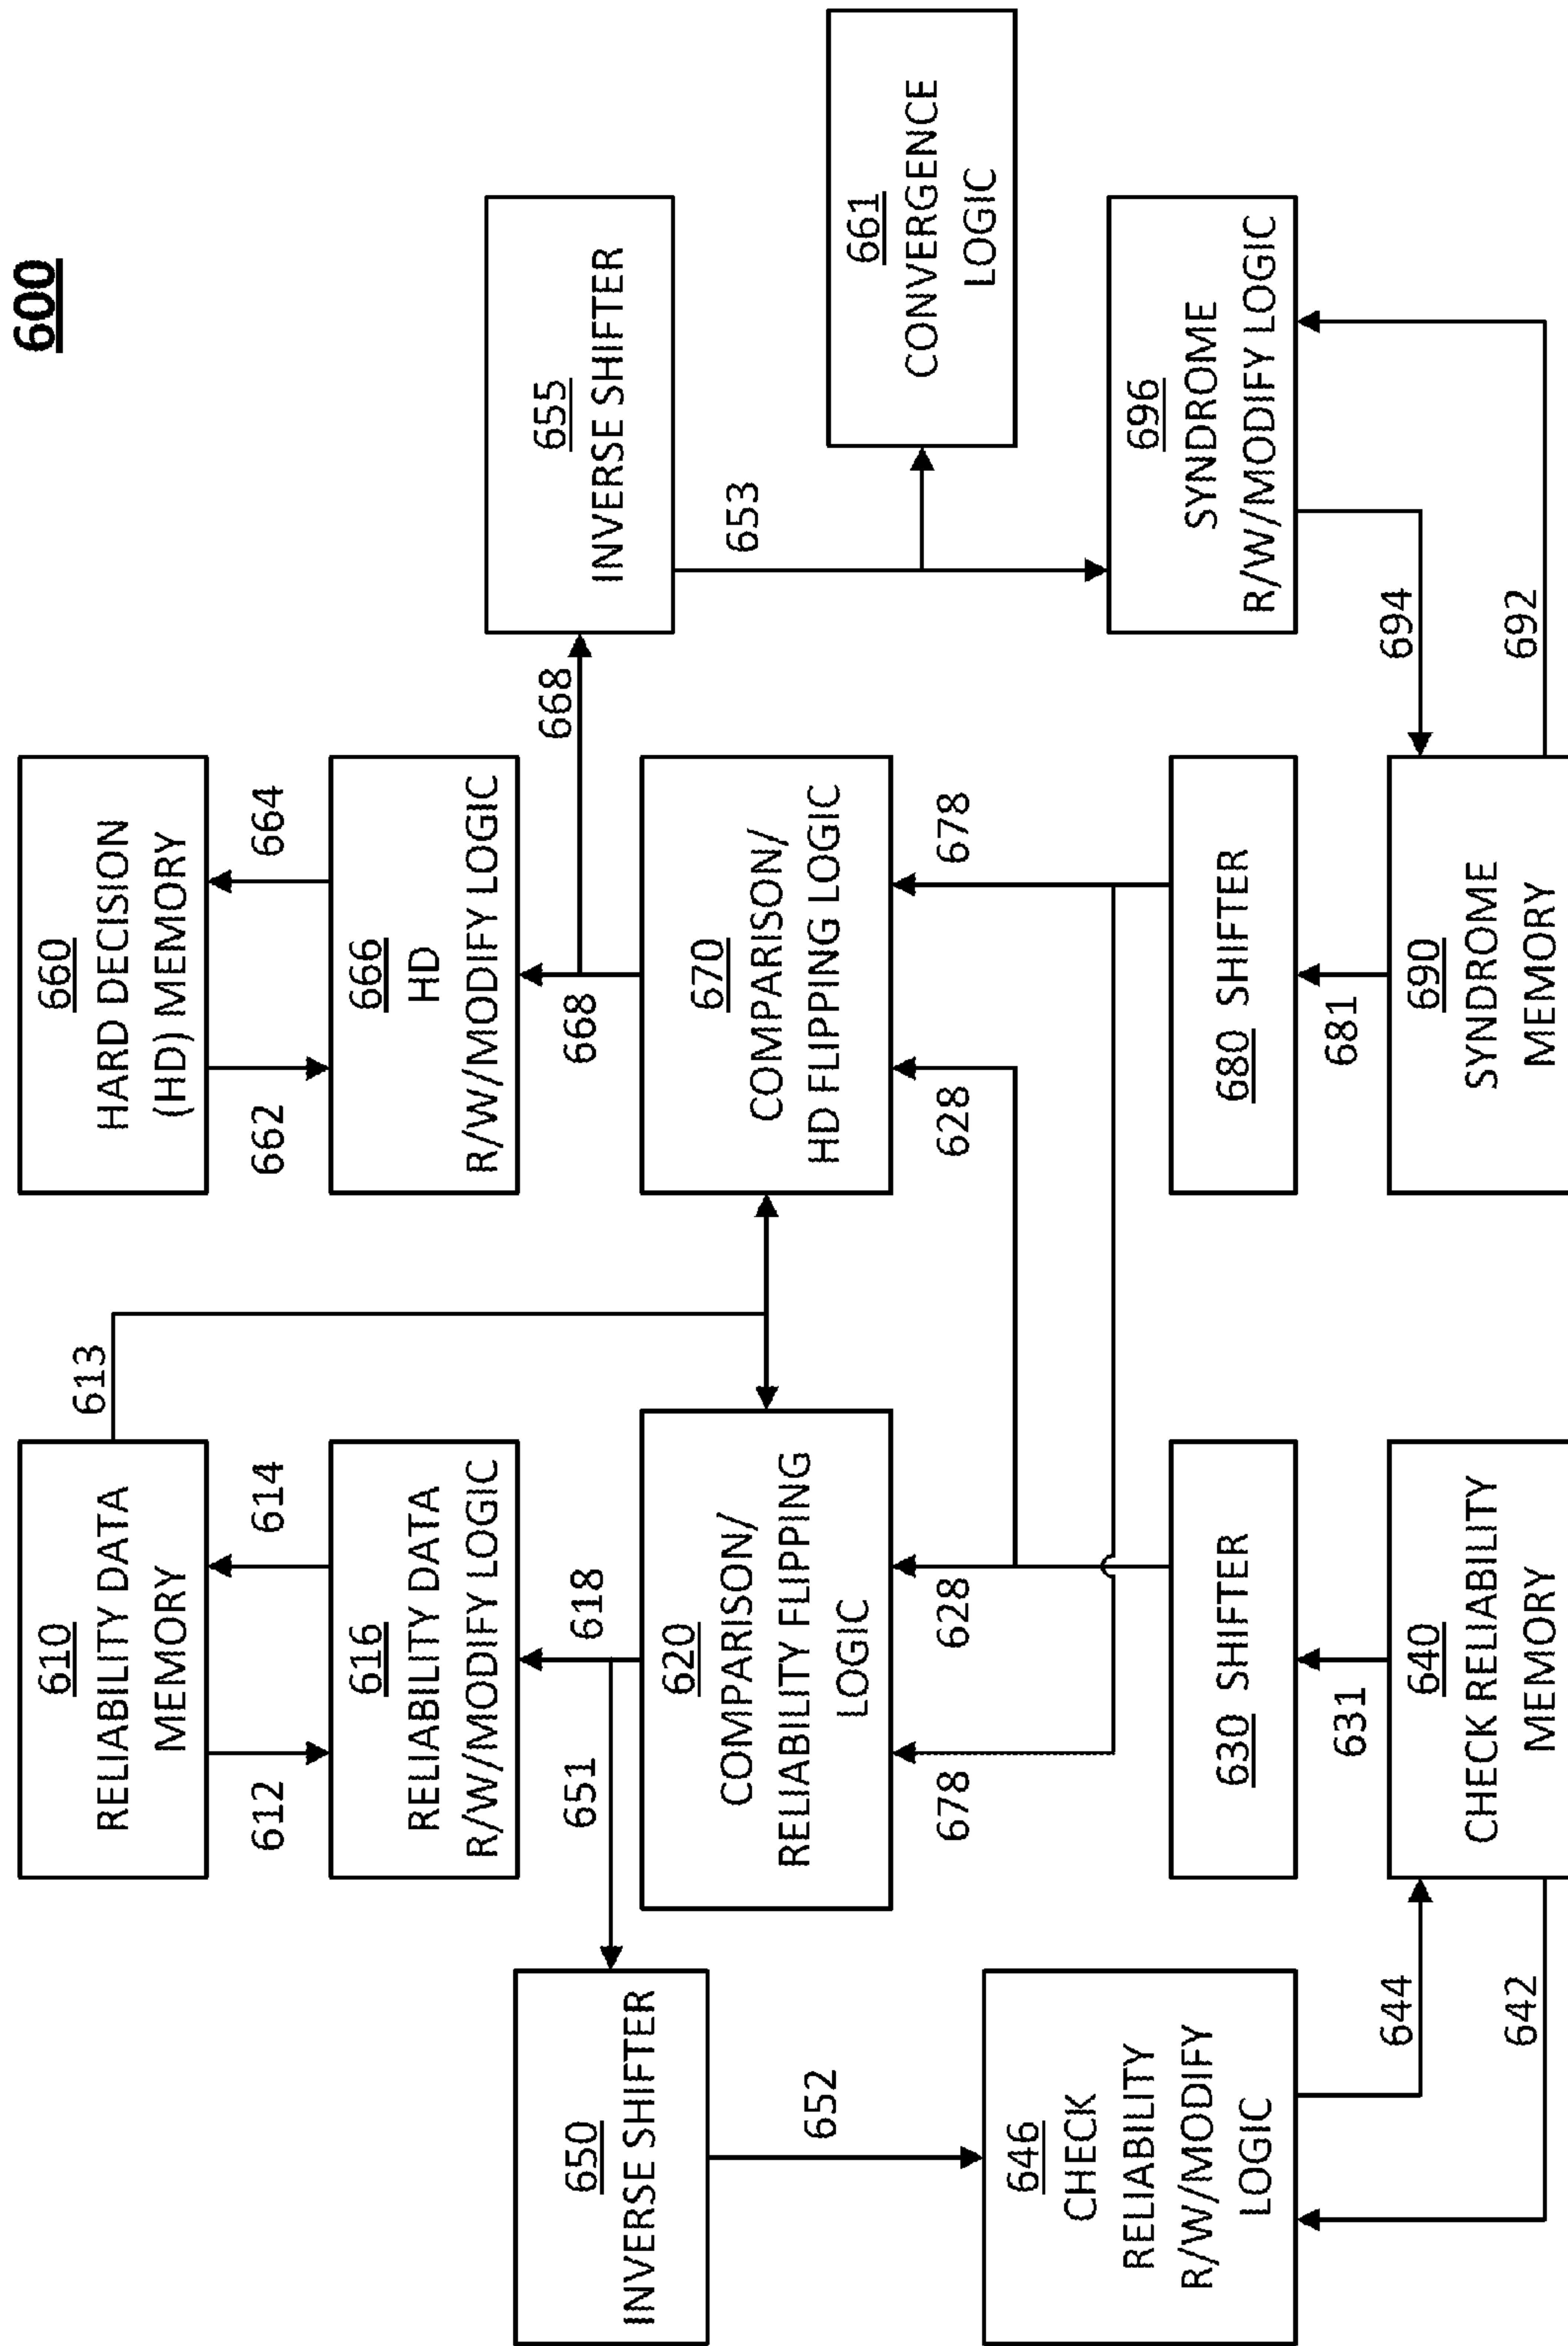 600
610
RELIABILITY DATA
MEMORY
613
660
HARD DECISION
(HD) MEMORY
612
614
662
664
616
RELIABILITY DATA
R/W/MODIFY LOGIC
666
HD
R/W/MODIFY LOGIC
655
INVERSE SHIFTER
650
INVERSE SHIFTER
651
618
668
668
653
620
COMPARISON/
RELIABILITY FLIPPING
LOGIC
670
COMPARISON/
HD FLIPPING LOGIC
661
CONVERGENCE
LOGIC
652
678
628
628
678
646
CHECK
RELIABILITY
R/W/MODIFY
LOGIC
630 SHIFTER
680 SHIFTER
696
SYNDROME
R/W/MODIFY LOGIC
644
631
681
694
640
CHECK RELIABILITY
MEMORY
690
SYNDROME
MEMORY
642
692